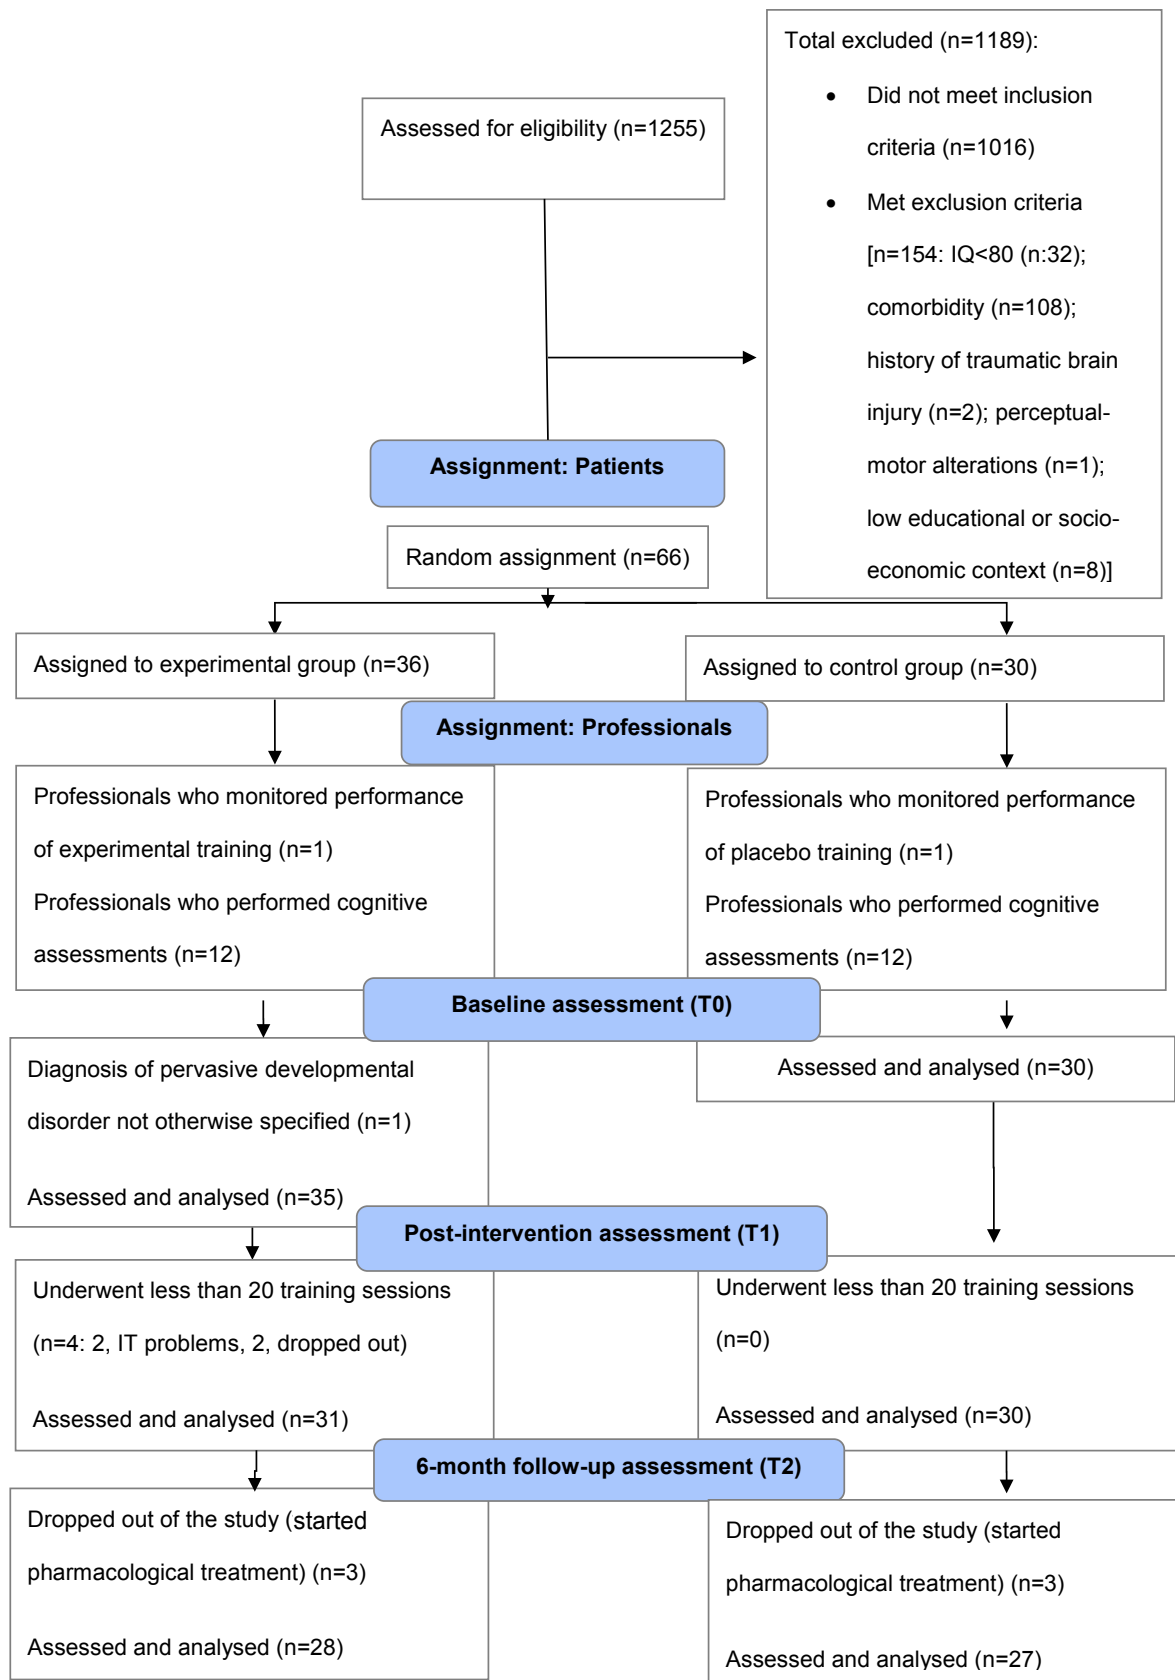 Assessed for eligibility (n=1255)
Total excluded (n=1189):
• Did not meet inclusion
criteria (n=1016)
• Met exclusion criteria
[n=154: IQ<80 (n:32);
comorbidity (n=108);
history of traumatic brain
injury (n=2); perceptual-
motor alterations (n=1);
low educational or socio-
economic context (n=8)]
Assignment: Patients
Random assignment (n=66)
Assigned to experimental group (n=36)
Assigned to control group (n=30)
Assignment: Professionals
Professionals who monitored performance
of experimental training (n=1)
Professionals who performed cognitive
assessments (n=12)
Professionals who monitored performance
of placebo training (n=1)
Professionals who performed cognitive
assessments (n=12)
Baseline assessment (T0)
Diagnosis of pervasive developmental
disorder not otherwise specified (n=1)
Assessed and analysed (n=35)
Assessed and analysed (n=30)
Post-intervention assessment (T1)
Underwent less than 20 training sessions
(n=4: 2, IT problems, 2, dropped out)
Assessed and analysed (n=31)
Underwent less than 20 training sessions
(n=0)
Assessed and analysed (n=30)
6-month follow-up assessment (T2)
Dropped out of the study (started
pharmacological treatment) (n=3)
Assessed and analysed (n=28)
Dropped out of the study (started
pharmacological treatment) (n=3)
Assessed and analysed (n=27)